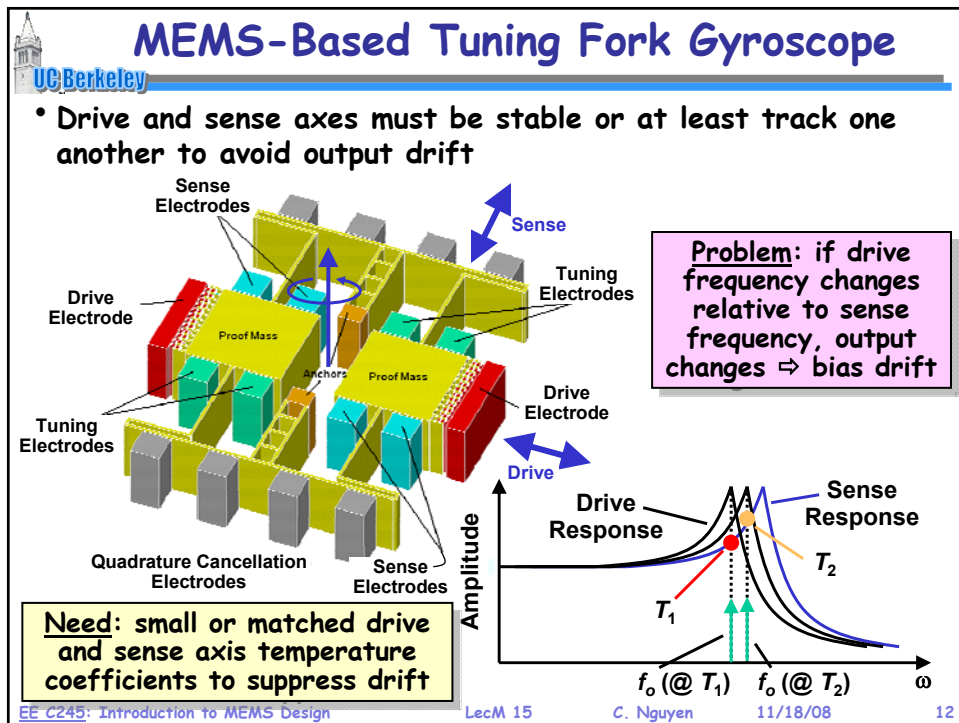 MEMS-Based Tuning Fork Gyroscope
UC Berkeley
• Drive and sense axes must be stable or at least track one
another to avoid output drift
Sense
Electrodes
Sense
Tuning
Electrodes
Drive
Electrode
Proof Mass
Anchors
Proof Mass
Drive
Electrode
Tuning
Electrodes
Drive
Quadrature Cancellation
Electrodes
Sense
Electrodes
Problem: if drive
frequency changes
relative to sense
frequency, output
changes ⇨ bias drift
Need: small or matched drive
and sense axis temperature
coefficients to suppress drift
Amplitude
Drive
Response
Sense
Response
T₁
T₂
fₒ (@ T₁)
fₒ (@ T₂)
ω
EE C245: Introduction to MEMS Design LecM 15 C. Nguyen 11/18/08 12